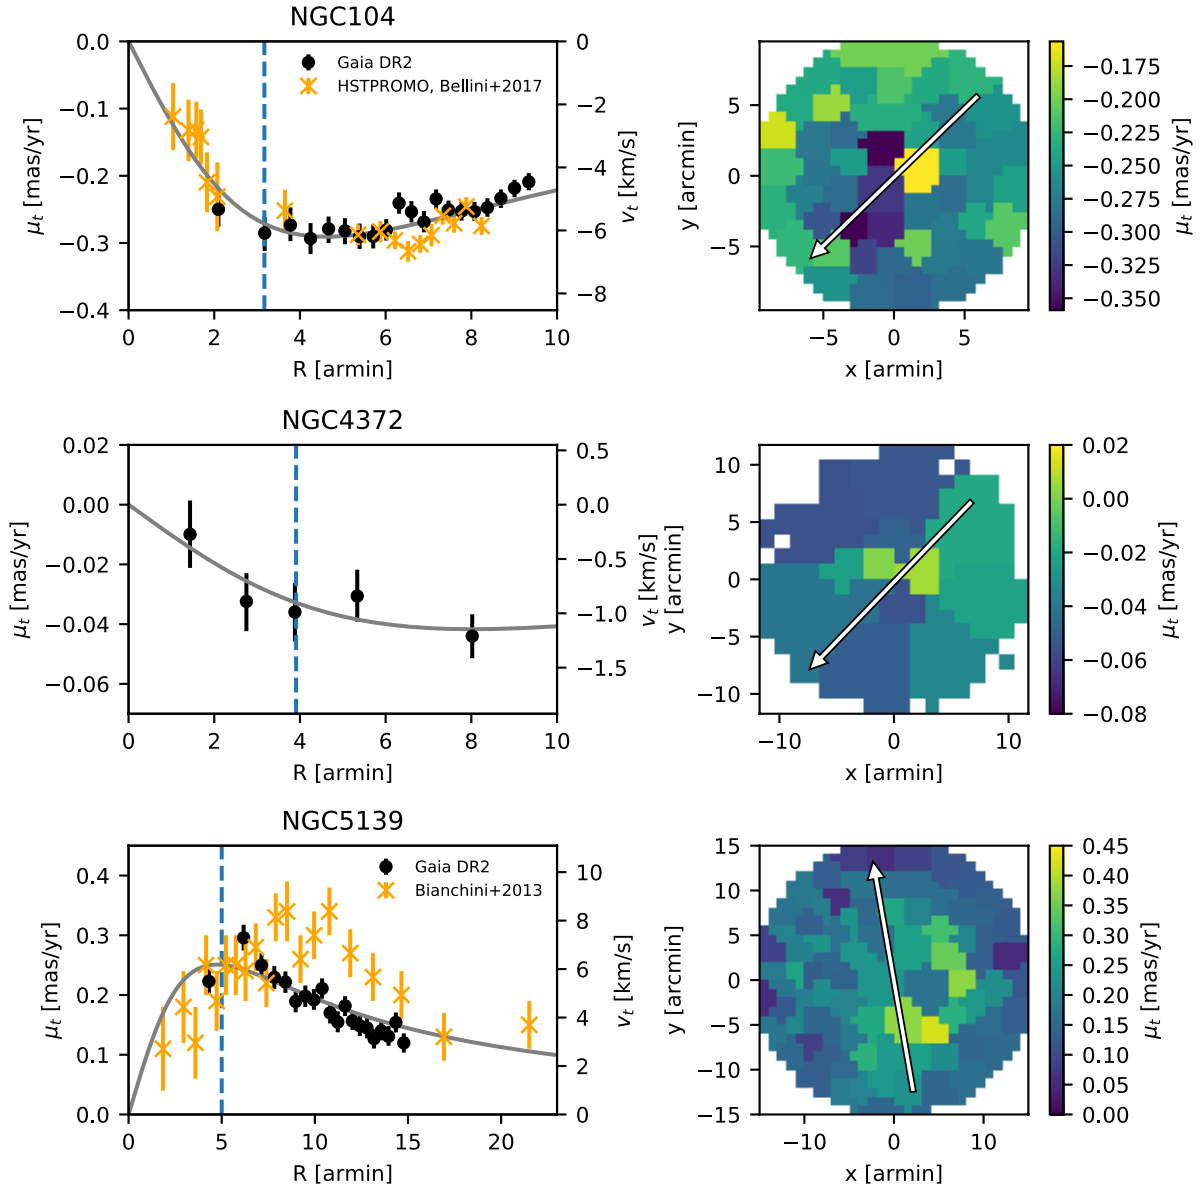 NGC104
0.0
−0.1
−0.2
−0.3
−0.4
μt [mas/yr]
Gaia DR2
HSTPROMO, Bellini+2017
0
−2
−4
−6
−8
vt [km/s]
0 2 4 6 8 10
R [armin]
5
0
−5
y [arcmin]
−5 0 5
x [armin]
−0.175
−0.200
−0.225
−0.250
−0.275
−0.300
−0.325
−0.350
μt [mas/yr]
NGC4372
0.02
0.00
−0.02
−0.04
−0.06
μt [mas/yr]
0.5
0.0
−0.5
−1.0
−1.5
vt [km/s]
0 2 4 6 8 10
R [armin]
10
5
0
−5
−10
y [arcmin]
−10 0 10
x [armin]
0.02
0.00
−0.02
−0.04
−0.06
−0.08
μt [mas/yr]
NGC5139
0.4
0.3
0.2
0.1
0.0
μt [mas/yr]
Gaia DR2
Bianchini+2013
10
8
6
4
2
0
vt [km/s]
0 5 10 15 20
R [armin]
15
10
5
0
−5
−10
−15
y [arcmin]
−10 0 10
x [armin]
0.45
0.40
0.35
0.30
0.25
0.20
0.15
0.10
0.05
0.00
μt [mas/yr]